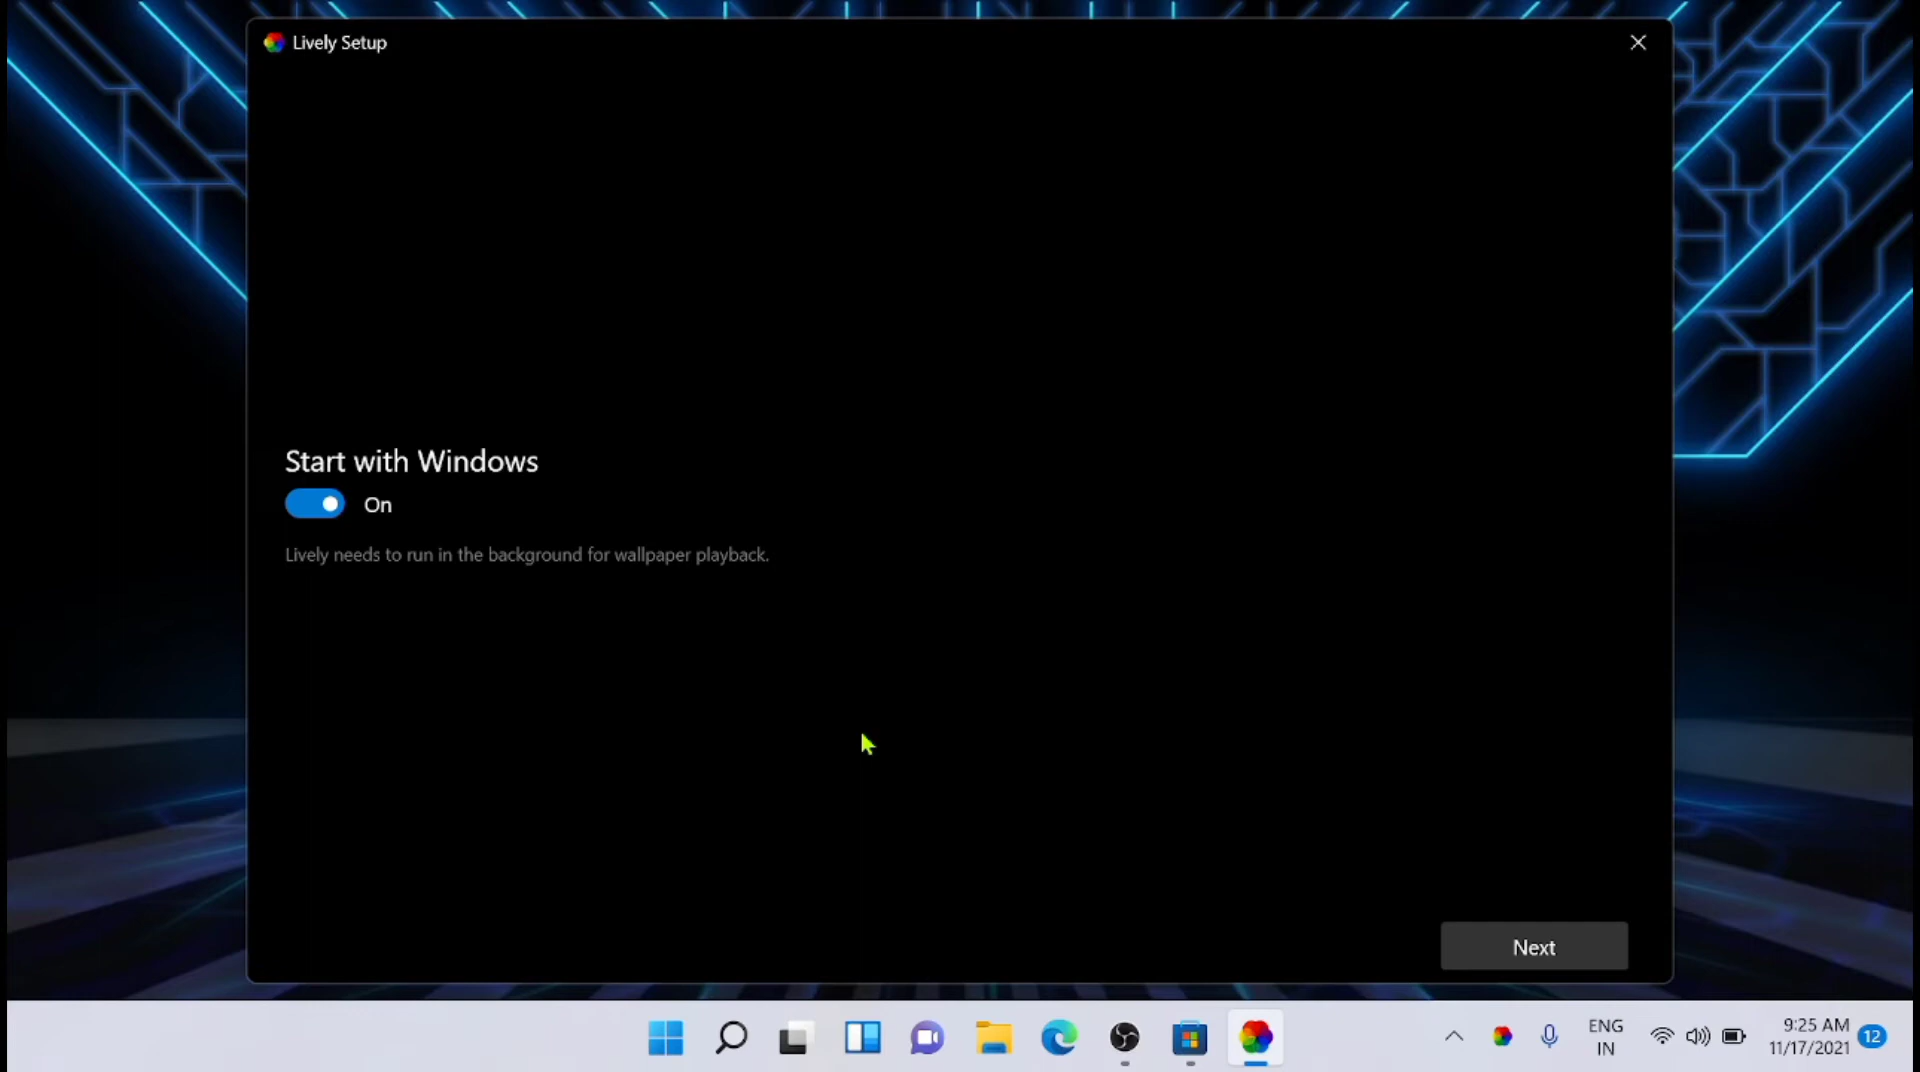 Lively Setup
Start with Windows
On
Lively needs to run in the background for wallpaper playback.
Next
ENG
IN
9:25 AM
11/17/2021
12